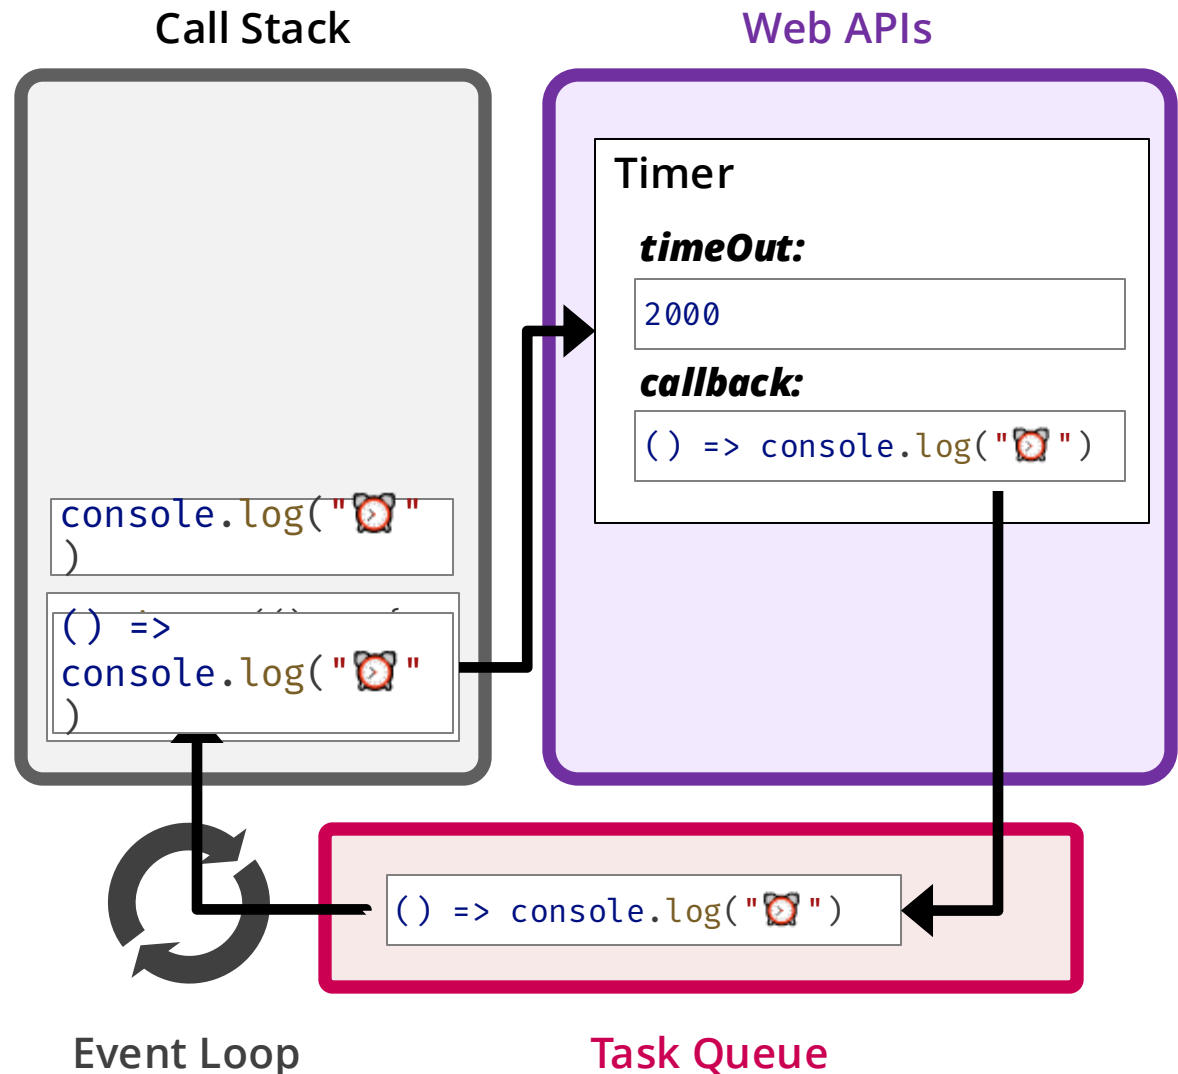 Call Stack
Web APIs
Timer
timeOut:
2000
callback:
() => console.log("⏰")
console.log("⏰"
)
() =>
console.log("⏰"
)
() => console.log("⏰")
Event Loop
Task Queue